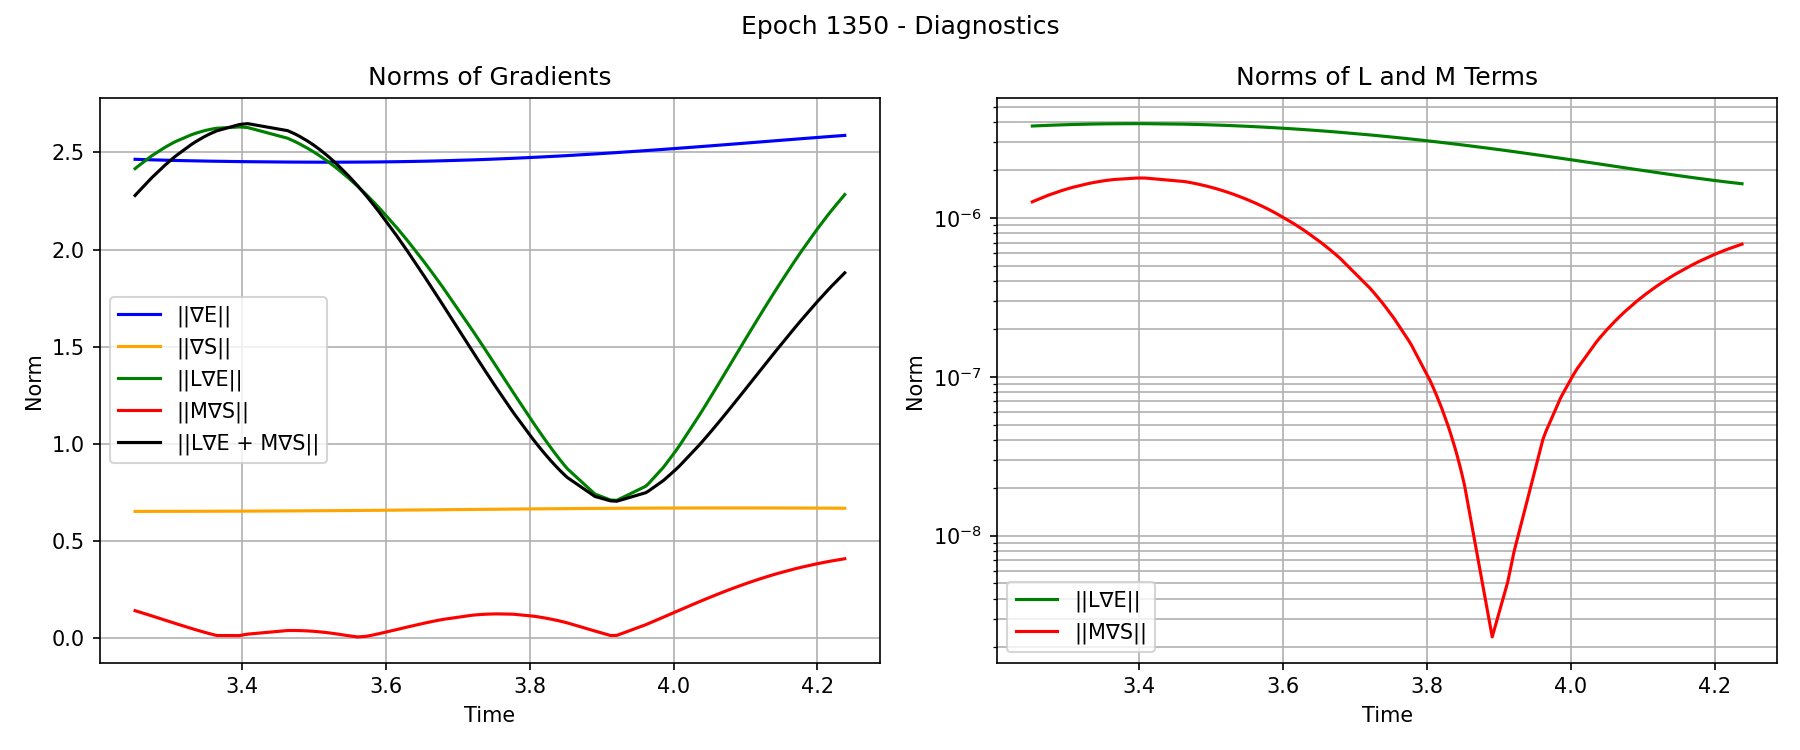 Epoch 1350 - Diagnostics
Norms of Gradients
Norm
2.5
2.0
1.5
1.0
0.5
0.0
||∇E||
||∇S||
||L∇E||
||M∇S||
||L∇E + M∇S||
3.4 3.6 3.8 4.0 4.2
Time
Norms of L and M Terms
Norm
10⁻⁶
10⁻⁷
10⁻⁸
||L∇E||
||M∇S||
3.4 3.6 3.8 4.0 4.2
Time